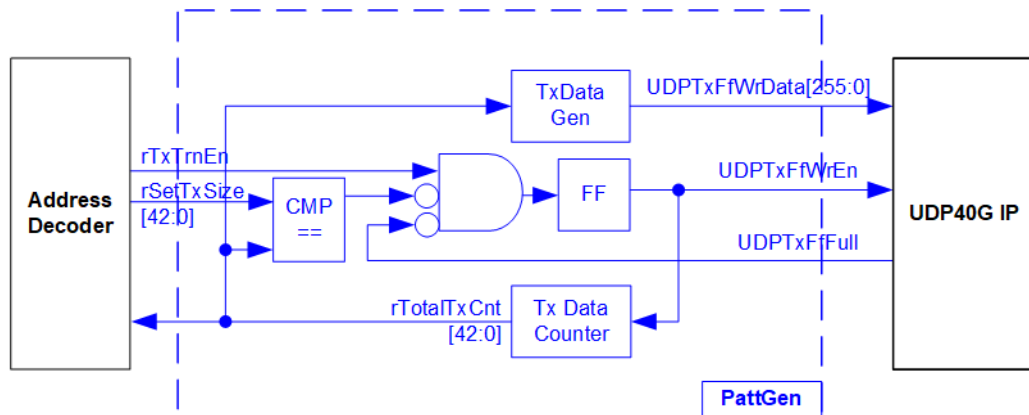 TxData
Gen
UDPTxFfWrData[255:0]
rTxTrnEn
rSetTxSize
[42:0]
Address
Decoder
CMP
==
FF
UDPTxFfWrEn
UDP40G IP
UDPTxFfFull
rTotalTxCnt
[42:0]
Tx Data
Counter
PattGen